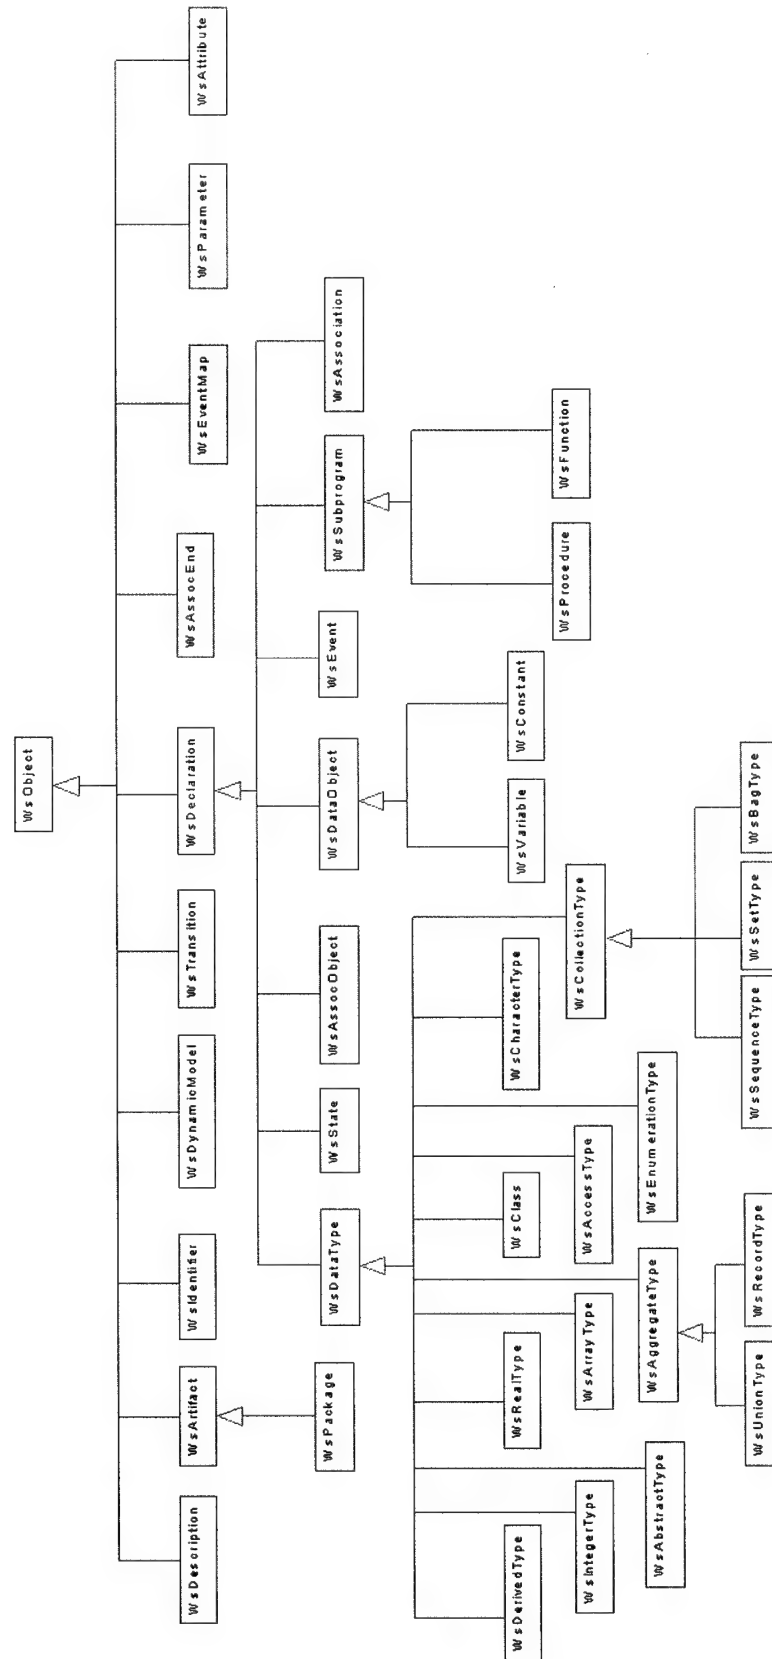 WsObject
WsDescription
WsArtifact
WsIdentifier
WsDynamicModel
WsTransition
WsDeclaration
WsAssocEnd
WsEventMap
WsParameter
WsAttribute
WsPackage
WsDataType
WsState
WsAssocObject
WsDataObject
WsEvent
WsSubprogram
WsAssociation
WsDerivedType
WsRealType
WsClass
WsCharacterType
WsVariable
WsConstant
WsProcedure
WsFunction
WsIntegerType
WsArrayType
WsAccessType
WsCollectionType
WsAbstractType
WsAggregateType
WsEnumerationType
WsUnionType
WsRecordType
WsSequenceType
WsSetType
WsBagType